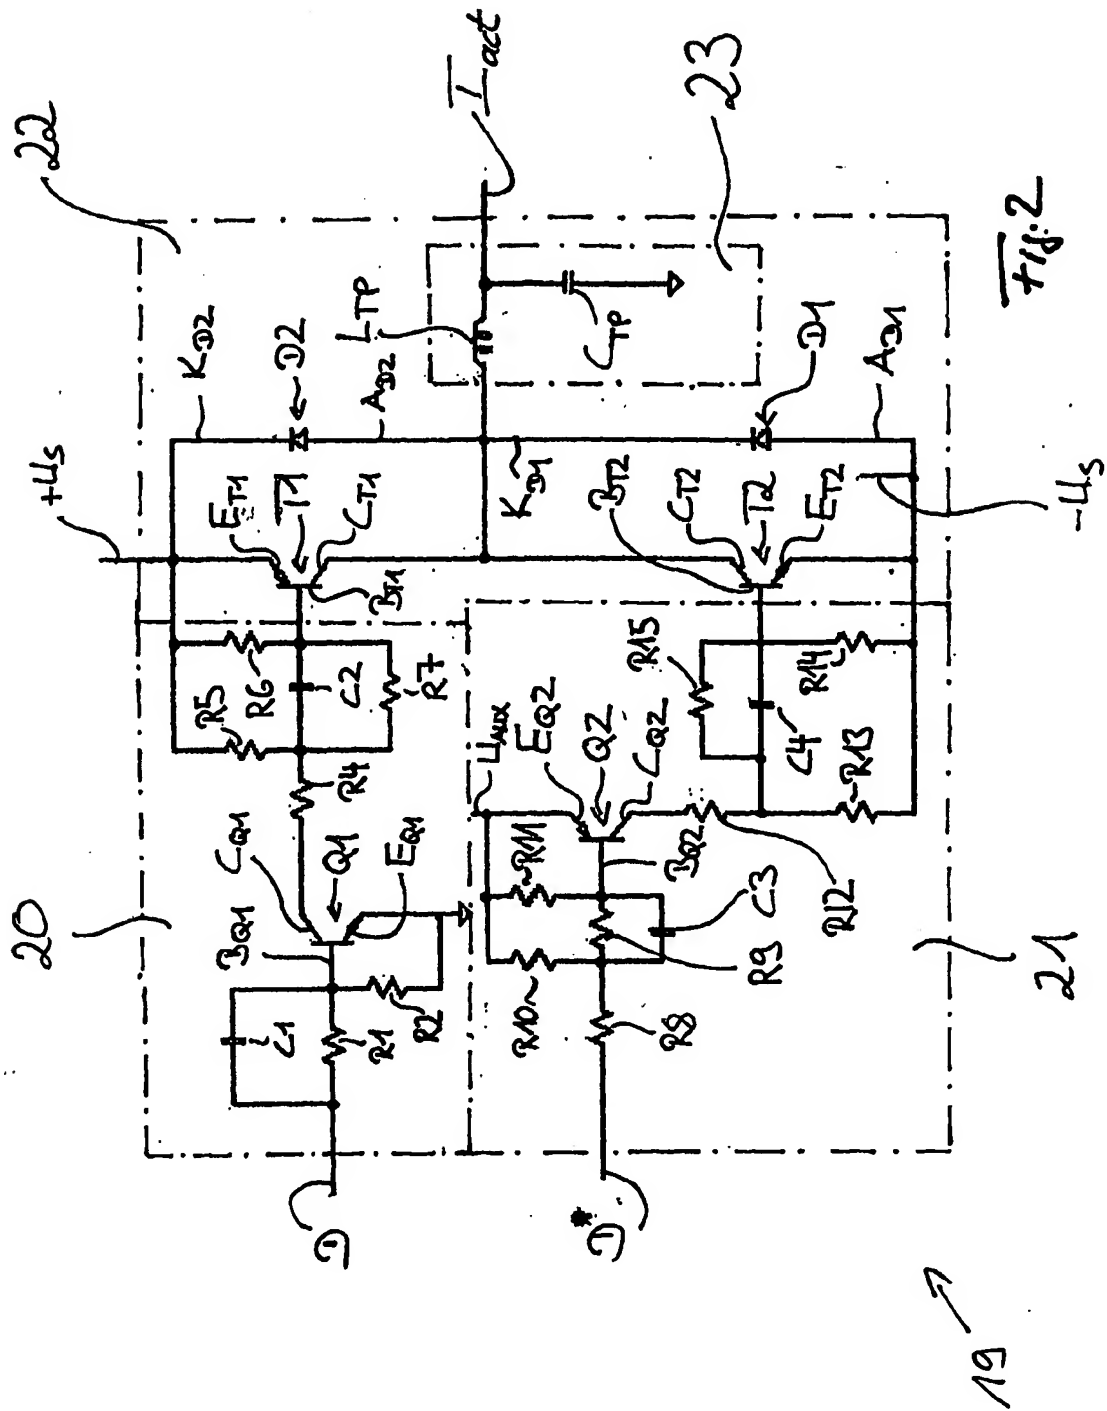 22
I_act
23
Fig. 2
K_D2
D2
L_TP
A_D2
C_TP
D1
A_D1
+U_S
E_T1
T1
C_T1
B_T1
K_D1
B_T2
C_T2
T2
E_T2
-U_S
R5
R6
C2
R7
R4
R15
R14
C4
R13
U_AUX
E_Q2
Q2
C_Q2
B_Q2
R11
R12
20
C_Q1
Q1
E_Q1
B_Q1
C1
R1
R2
R10
R9
C3
R8
21
D
D*
19